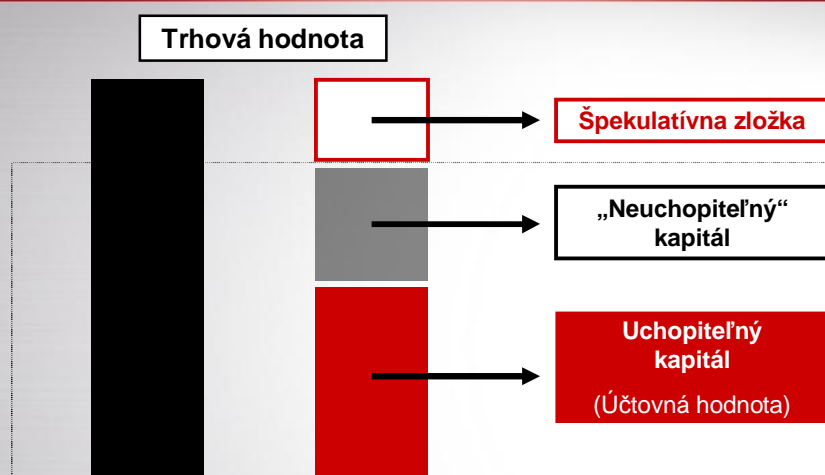 Trhová hodnota
Špekulatívna zložka
„Neuchopiteľný“
kapitál
Uchopiteľný
kapitál
(Účtovná hodnota)